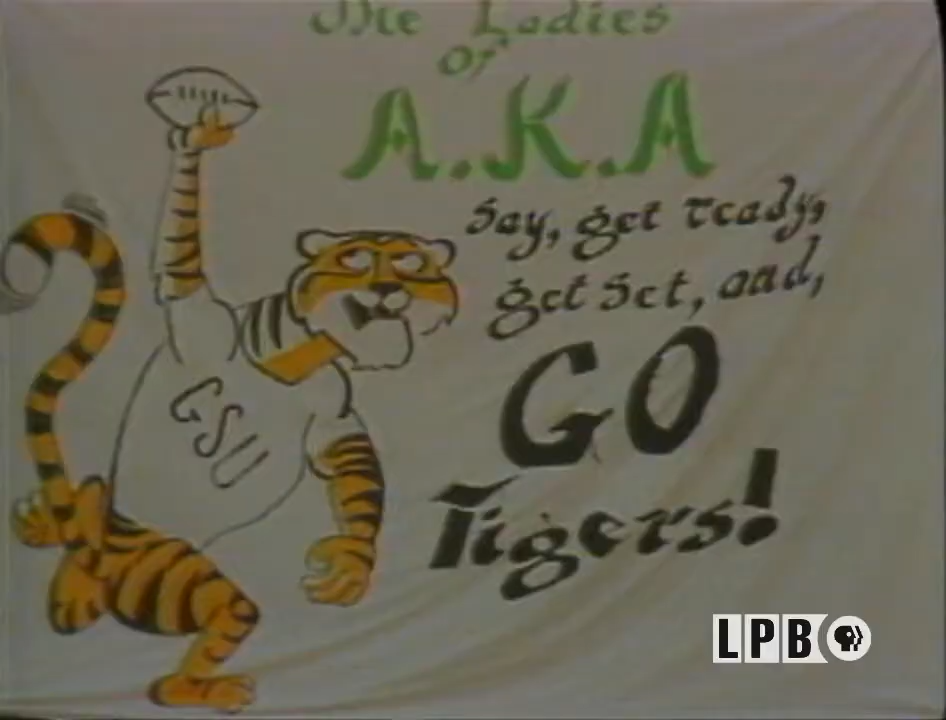 The Ladies
Of
A.K.A
Say, get ready,
get set, and,
GO
Tigers!
GSU
LPB